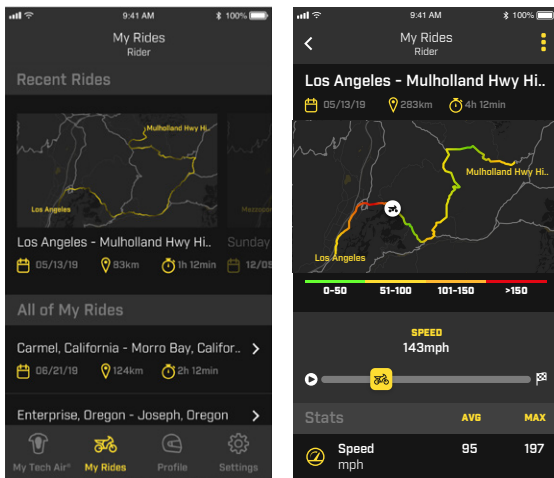 9:41 AM
100%
My Rides
Rider
Recent Rides
Mulholland Hwy Hi..
Los Angeles
Los Angeles - Mulholland Hwy Hi..
Sunday
05/13/19
83km
1h 12min
12/05
All of My Rides
Carmel, California - Morro Bay, Califor..
06/21/19
124km
2h 12min
Enterprise, Oregon - Joseph, Oregon
My Tech Air®
My Rides
Profile
Settings
9:41 AM
100%
My Rides
Rider
Los Angeles - Mulholland Hwy Hi..
05/13/19
283km
4h 12min
Mulholland Hwy Hi..
Los Angeles
0-50
51-100
101-150
>150
SPEED
143mph
Stats
AVG
MAX
Speed
95
197
mph